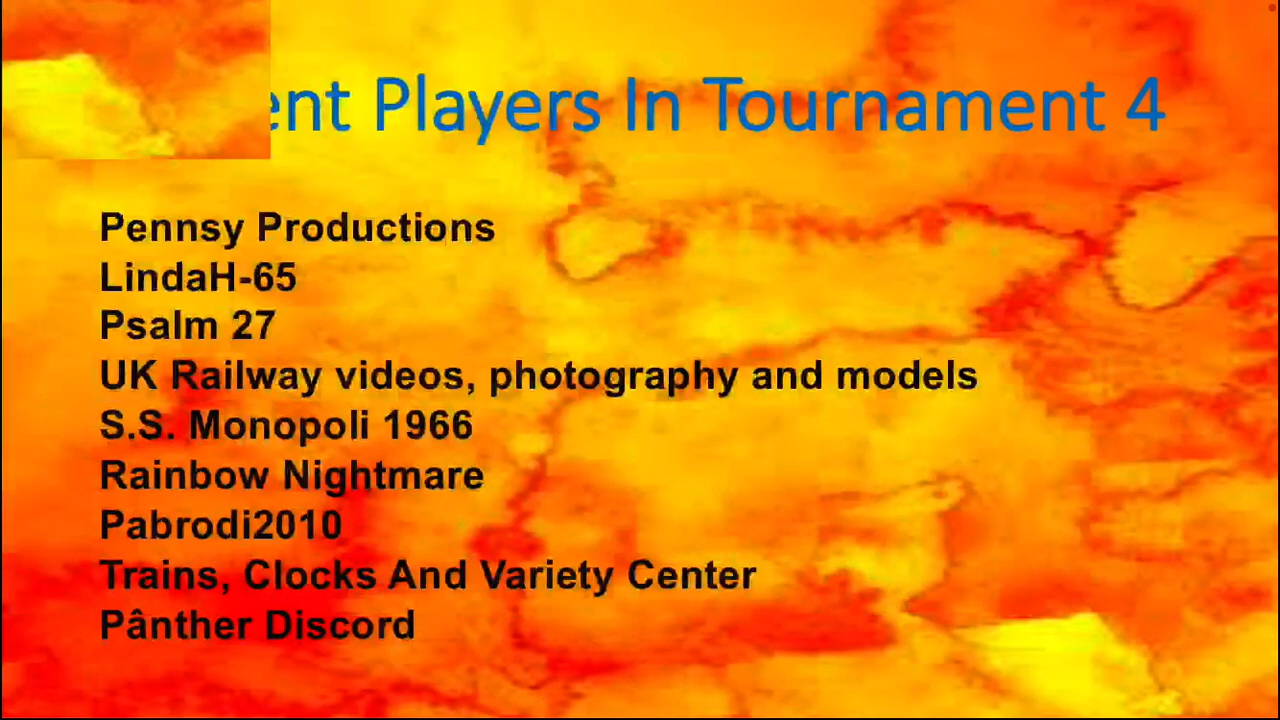 ent Players In Tournament 4
Pennsy Productions
LindaH-65
Psalm 27
UK Railway videos, photography and models
S.S. Monopoli 1966
Rainbow Nightmare
Pabrodi2010
Trains, Clocks And Variety Center
Pânther Discord